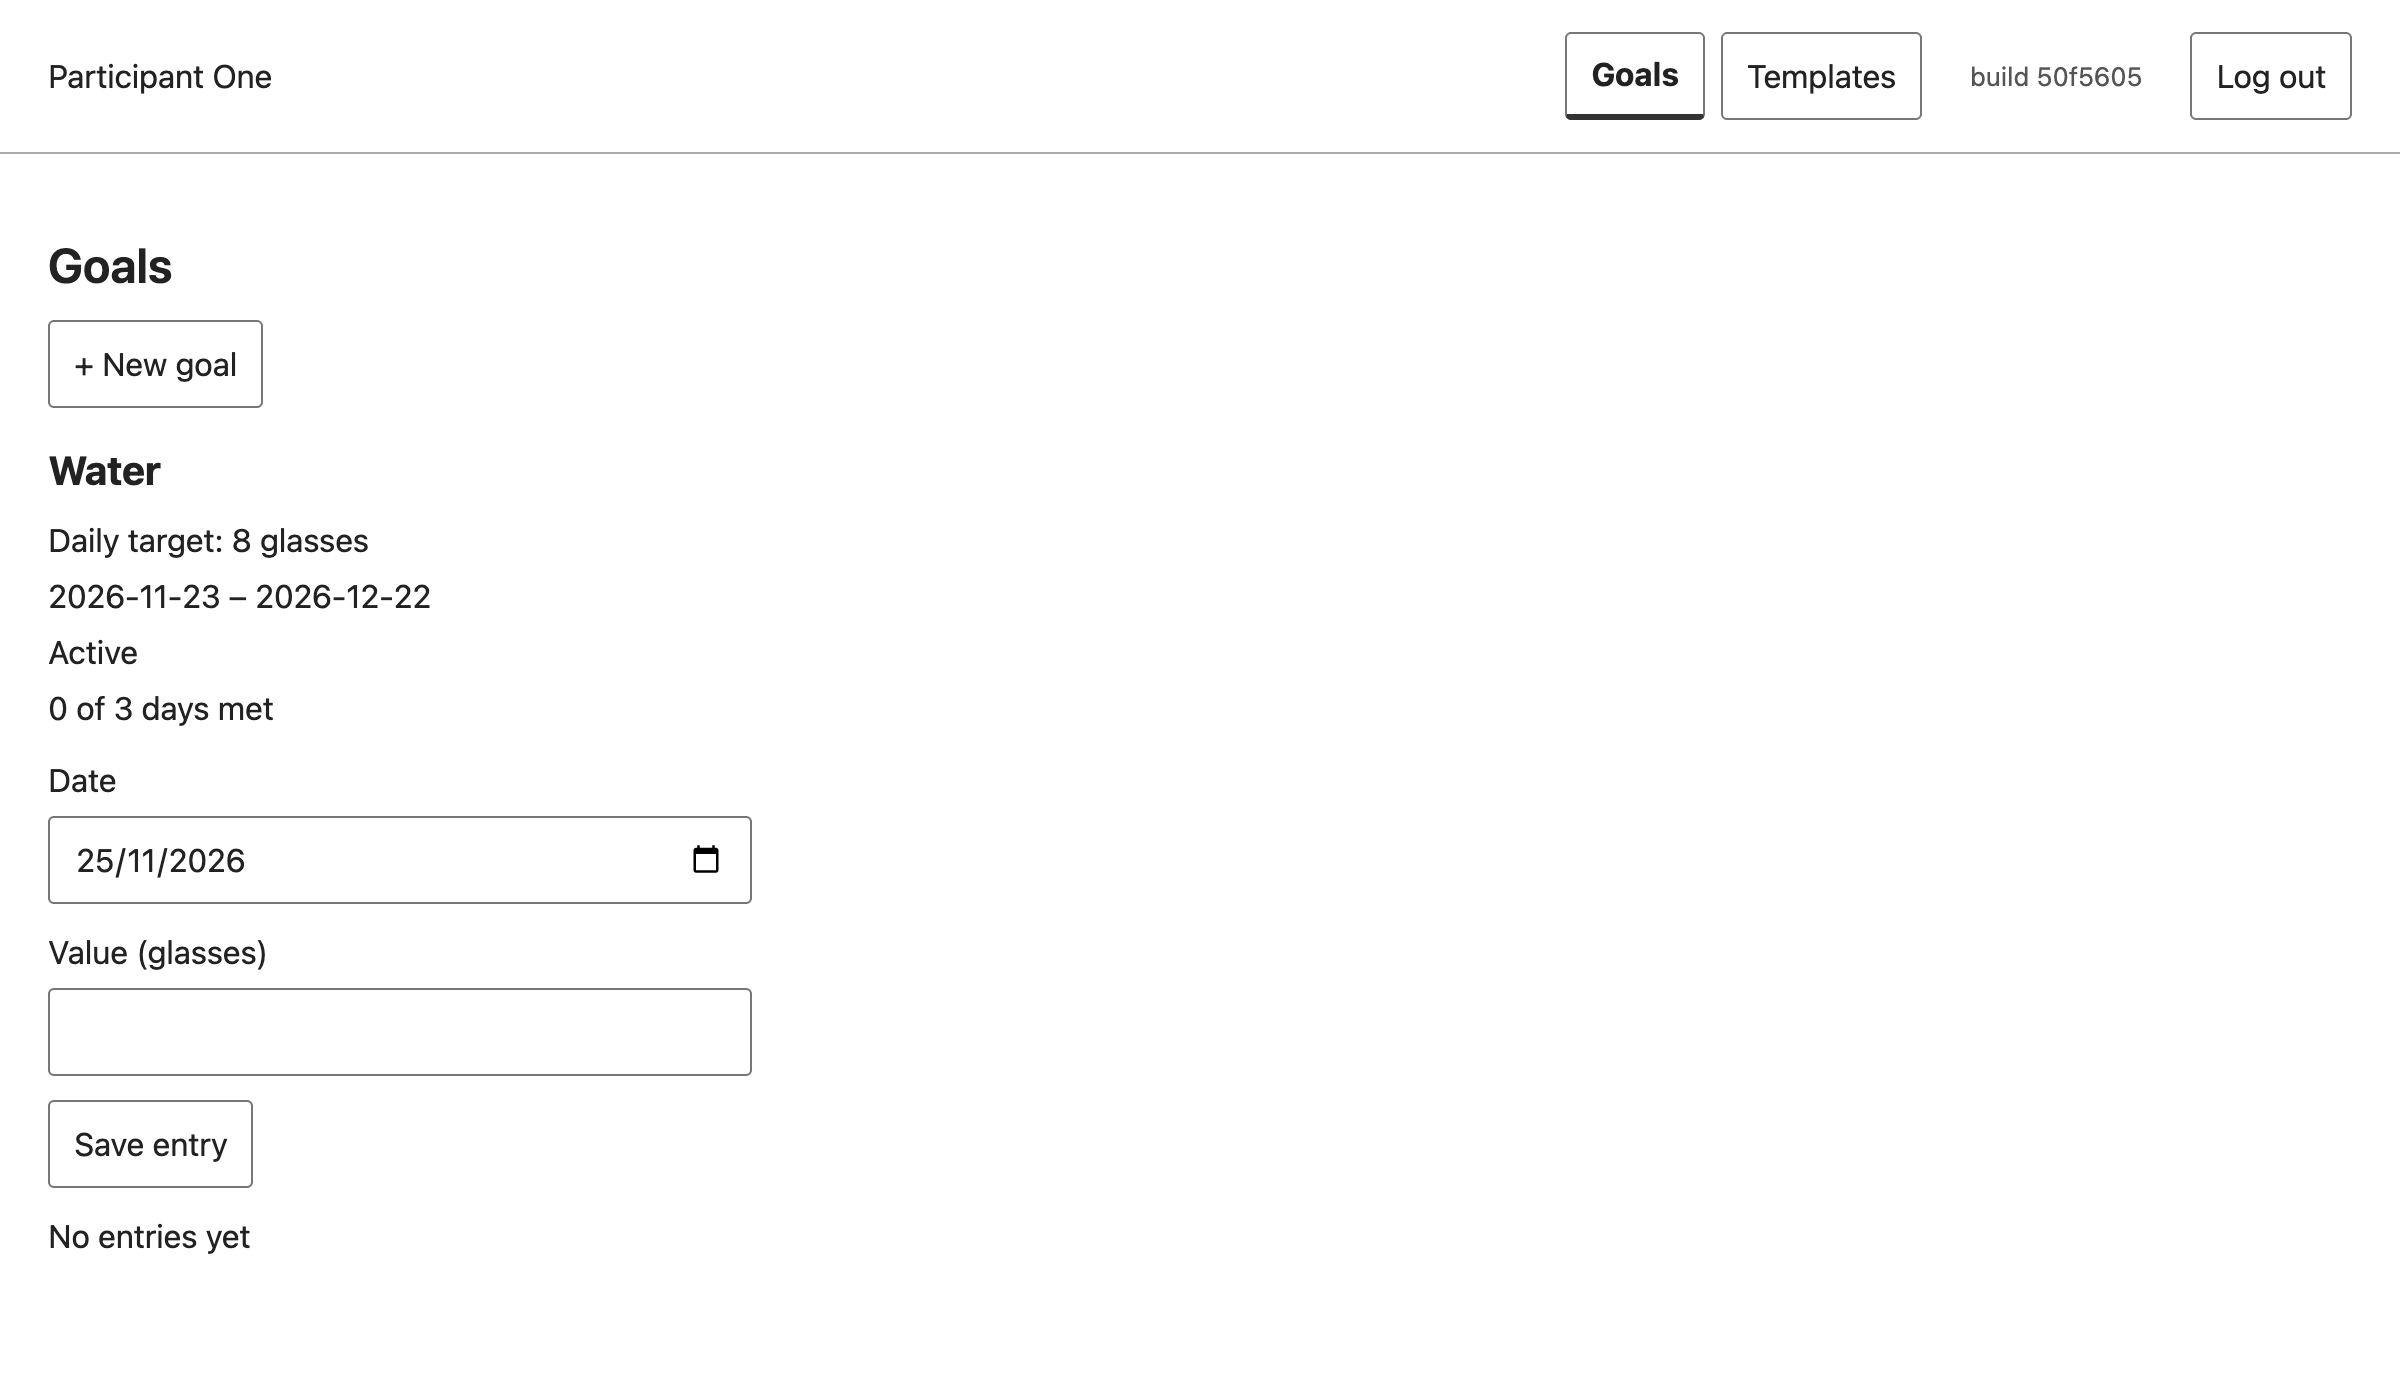 Participant One
Goals
Templates
build 50f5605
Log out
Goals
+ New goal
Water
Daily target: 8 glasses
2026-11-23 – 2026-12-22
Active
0 of 3 days met
Date
25/11/2026
Value (glasses)
Save entry
No entries yet